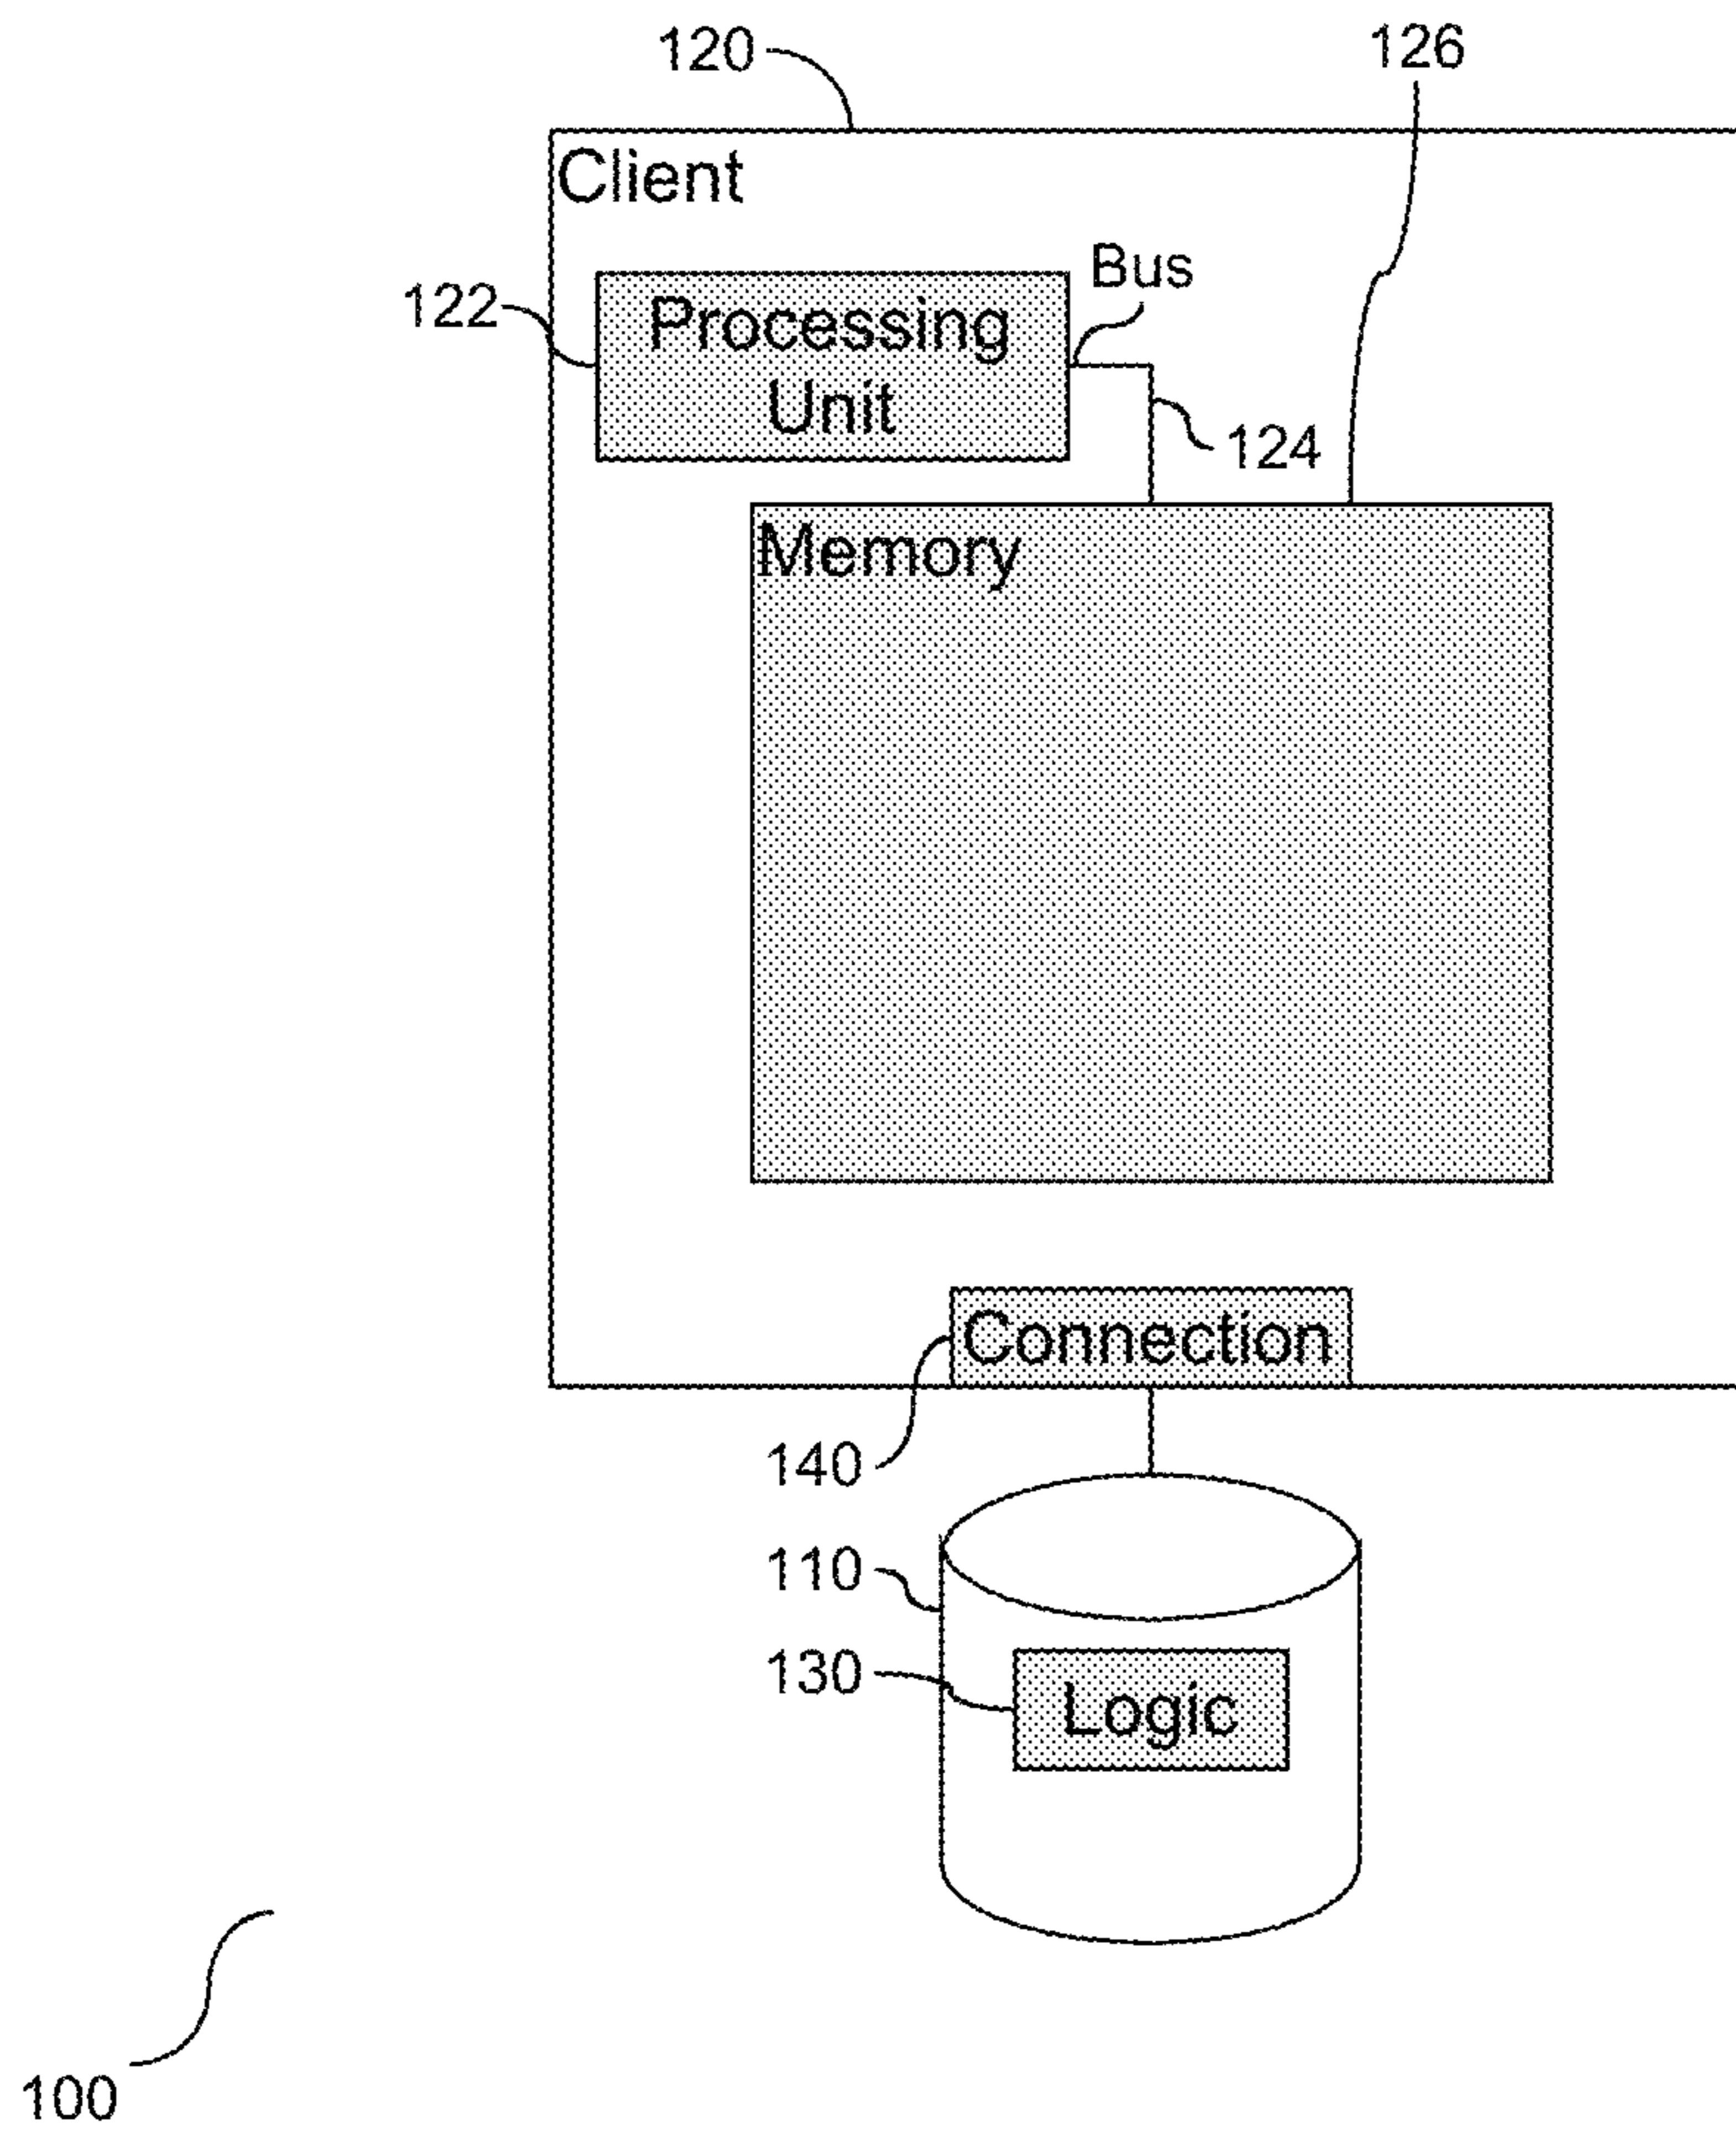 120
126
Client
Bus
122
Processing
Unit
124
Memory
Connection
140
110
130
Logic
100